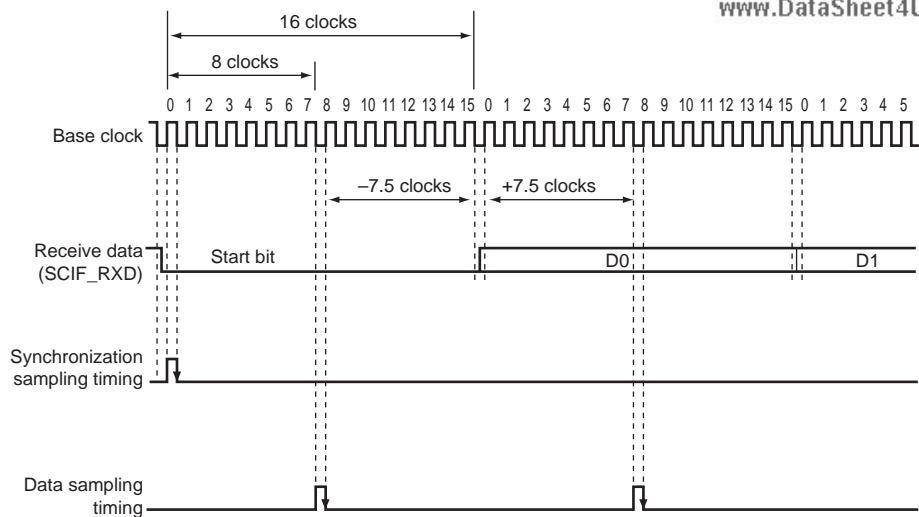 www.DataSheet4U
16 clocks
8 clocks
0 1 2 3 4 5 6 7 8 9 10 11 12 13 14 15 0 1 2 3 4 5 6 7 8 9 10 11 12 13 14 15 0 1 2 3 4 5
Base clock
–7.5 clocks
+7.5 clocks
Receive data
(SCIF_RXD)
Start bit
D0
D1
Synchronization
sampling timing
Data sampling
timing